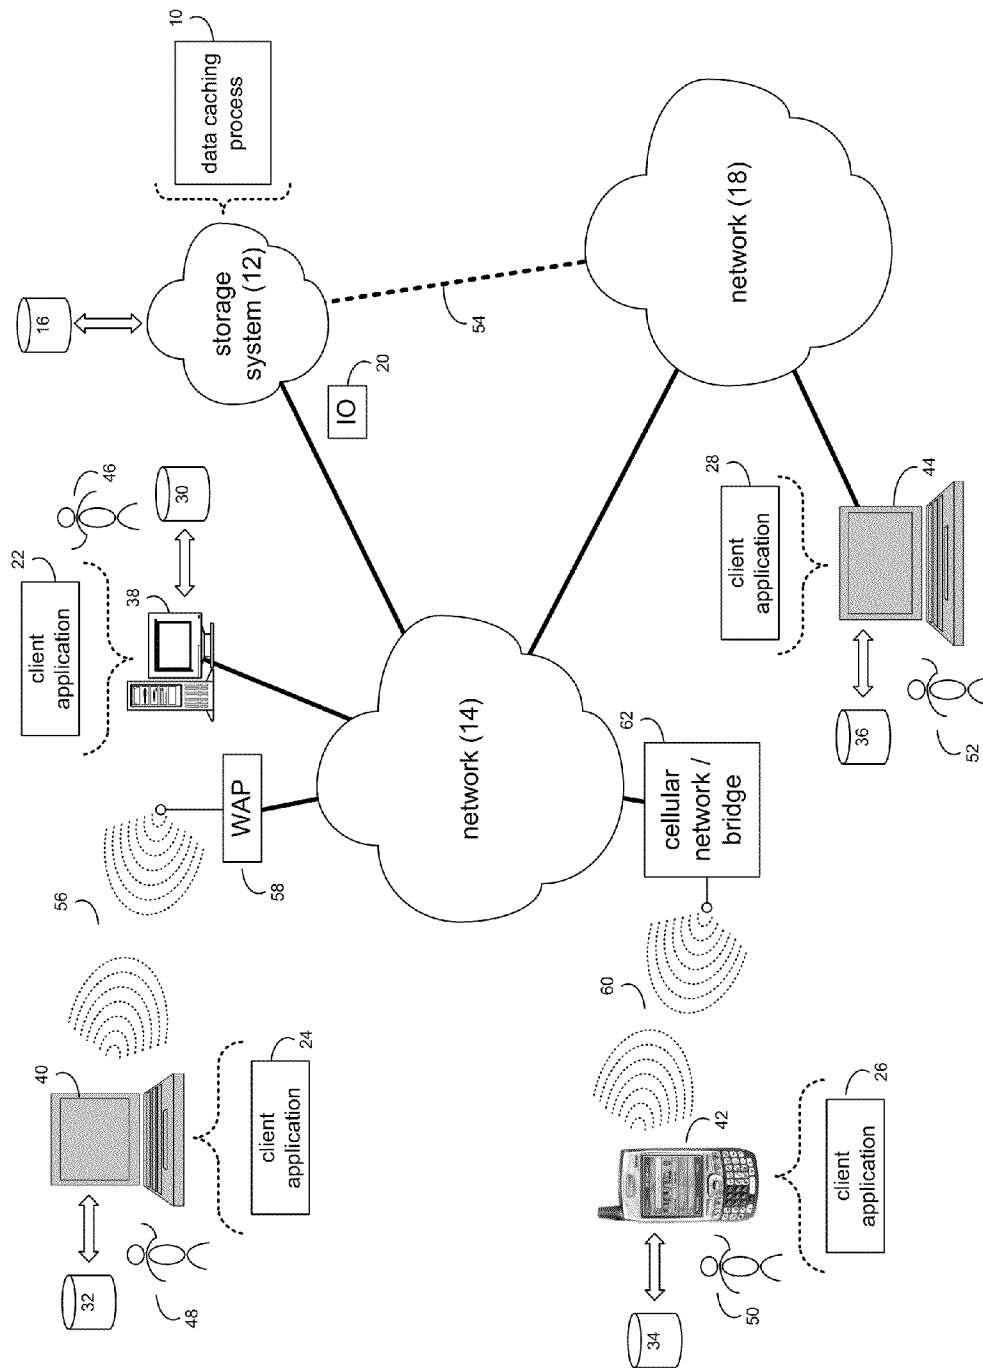 40
22
client
application
16
32
56
38
46
10
48
30
data caching
process
24
client
application
WAP
storage
system (12)
58
IO
20
network (14)
54
60
62
cellular
network /
bridge
34
42
28
client
application
network (18)
50
26
client
application
36
44
52